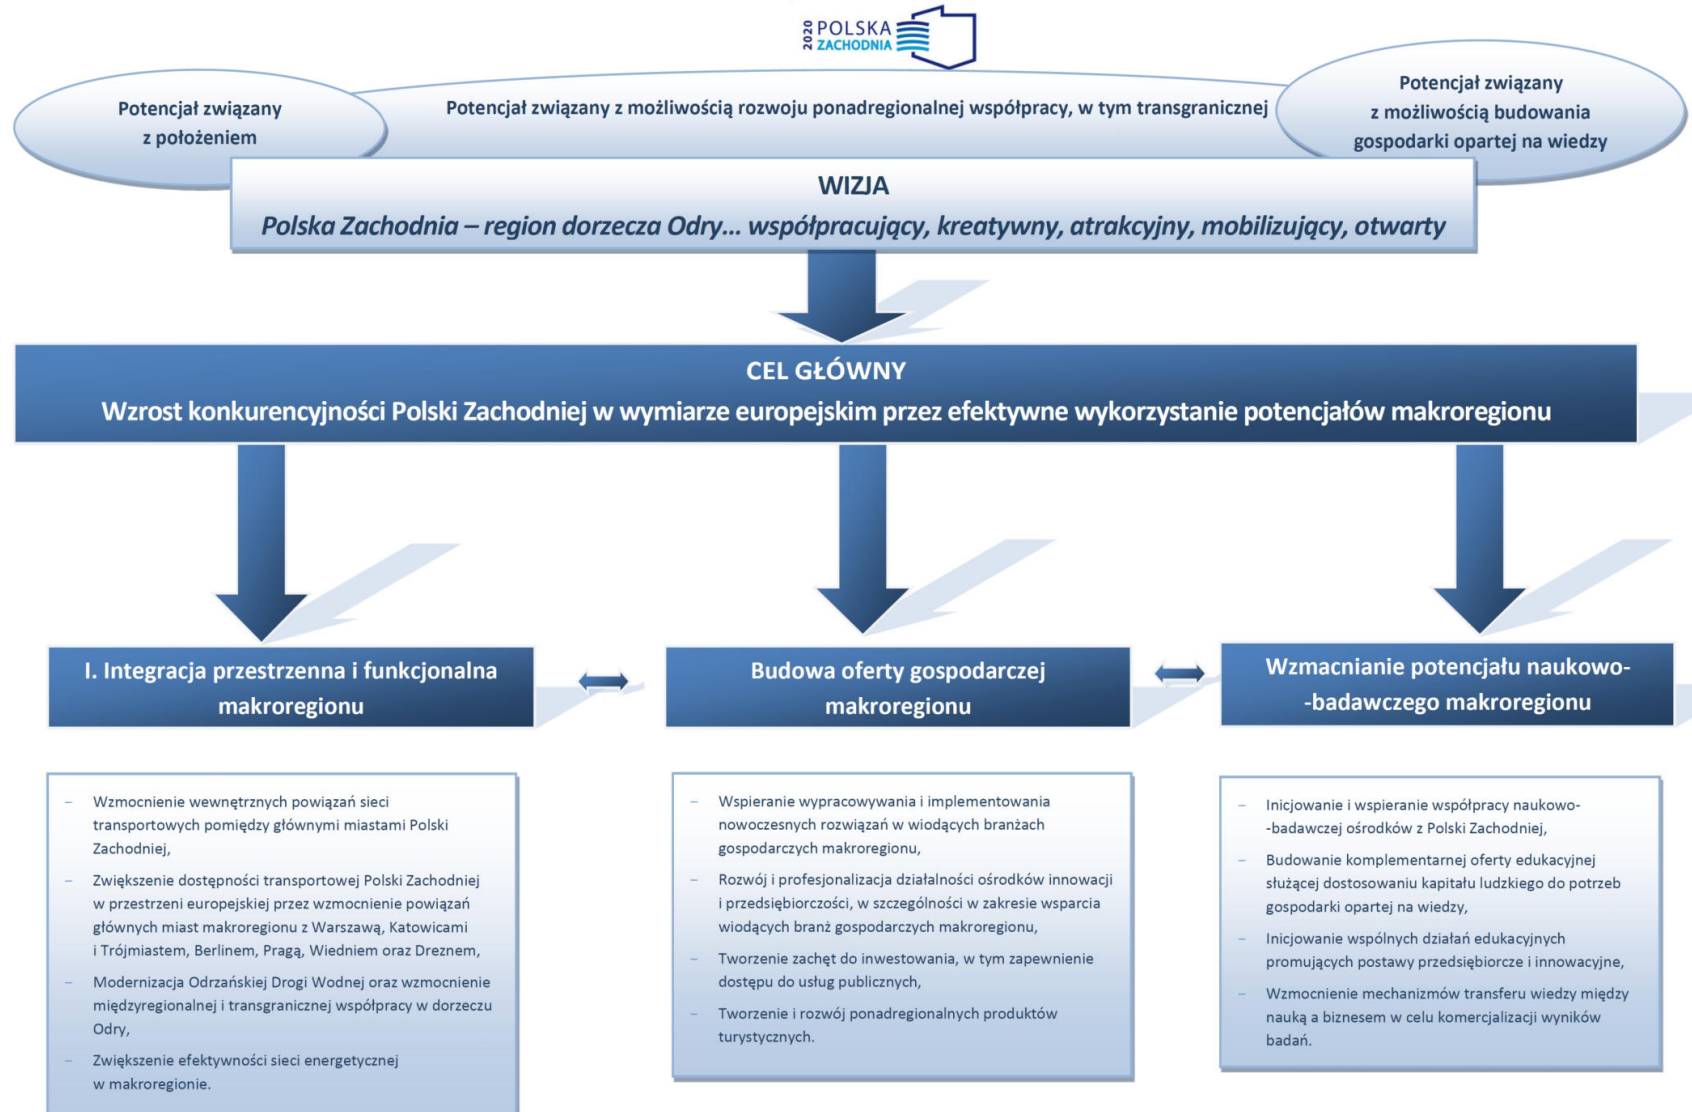 2020 POLSKA
ZACHODNIA
Potencjał związany
z położeniem
Potencjał związany z możliwością rozwoju ponadregionalnej współpracy, w tym transgranicznej
Potencjał związany
z możliwością budowania
gospodarki opartej na wiedzy
WIZJA
Polska Zachodnia – region dorzecza Odry... współpracujący, kreatywny, atrakcyjny, mobilizujący, otwarty
CEL GŁÓWNY
Wzrost konkurencyjności Polski Zachodniej w wymiarze europejskim przez efektywne wykorzystanie potencjałów makroregionu
I. Integracja przestrzenna i funkcjonalna
makroregionu
Budowa oferty gospodarczej
makroregionu
Wzmacnianie potencjału naukowo-
-badawczego makroregionu
– Wzmocnienie wewnętrznych powiązań sieci
transportowych pomiędzy głównymi miastami Polski
Zachodniej,
– Zwiększenie dostępności transportowej Polski Zachodniej
w przestrzeni europejskiej przez wzmocnienie powiązań
głównych miast makroregionu z Warszawą, Katowicami
i Trójmiastem, Berlinem, Pragą, Wiedniem oraz Dreznem,
– Modernizacja Odrzańskiej Drogi Wodnej oraz wzmocnienie
międzyregionalnej i transgranicznej współpracy w dorzeczu
Odry,
– Zwiększenie efektywności sieci energetycznej
w makroregionie.
– Wspieranie wypracowywania i implementowania
nowoczesnych rozwiązań w wiodących branżach
gospodarczych makroregionu,
– Rozwój i profesjonalizacja działalności ośrodków innowacji
i przedsiębiorczości, w szczególności w zakresie wsparcia
wiodących branż gospodarczych makroregionu,
– Tworzenie zachęt do inwestowania, w tym zapewnienie
dostępu do usług publicznych,
– Tworzenie i rozwój ponadregionalnych produktów
turystycznych.
– Inicjowanie i wspieranie współpracy naukowo-
-badawczej ośrodków z Polski Zachodniej,
– Budowanie komplementarnej oferty edukacyjnej
służącej dostosowaniu kapitału ludzkiego do potrzeb
gospodarki opartej na wiedzy,
– Inicjowanie wspólnych działań edukacyjnych
promujących postawy przedsiębiorcze i innowacyjne,
– Wzmocnienie mechanizmów transferu wiedzy między
nauką a biznesem w celu komercjalizacji wyników
badań.